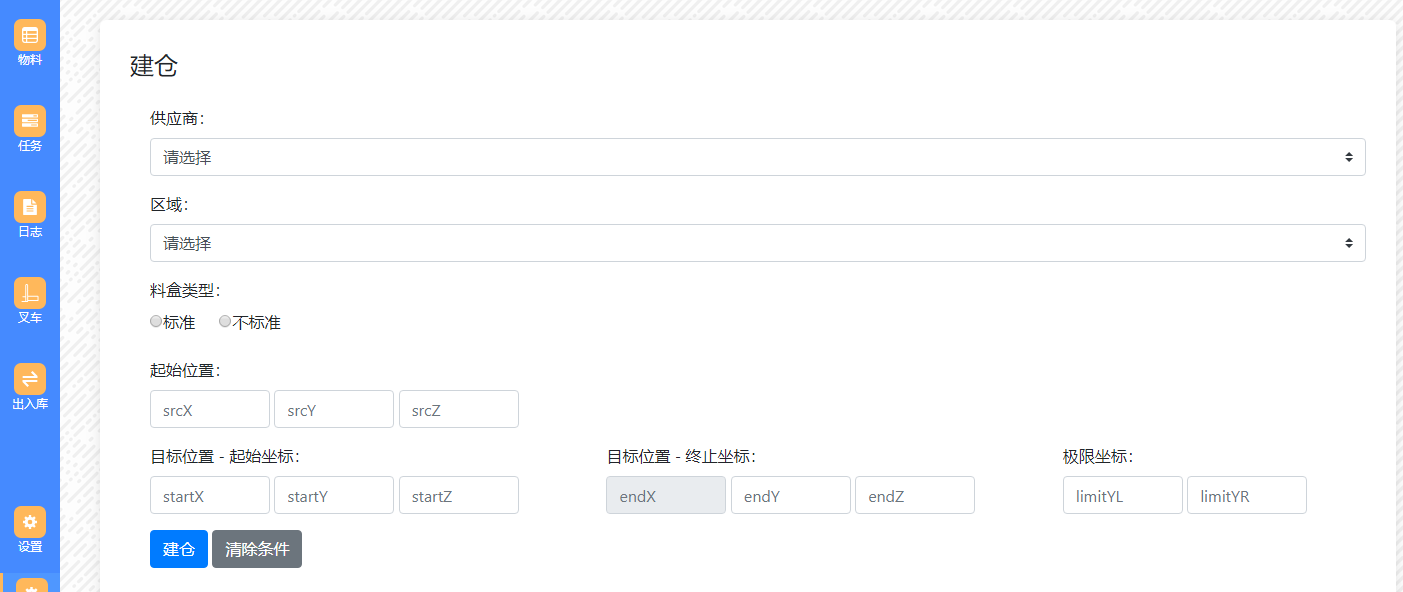 物料
任务
日志
叉车
出入库
设置
建仓
供应商：
请选择
区域：
请选择
料盒类型：
标准 不标准
起始位置：
srcX srcY srcZ
目标位置 - 起始坐标： 目标位置 - 终止坐标： 极限坐标：
startX startY startZ endX endY endZ limitYL limitYR
建仓 清除条件